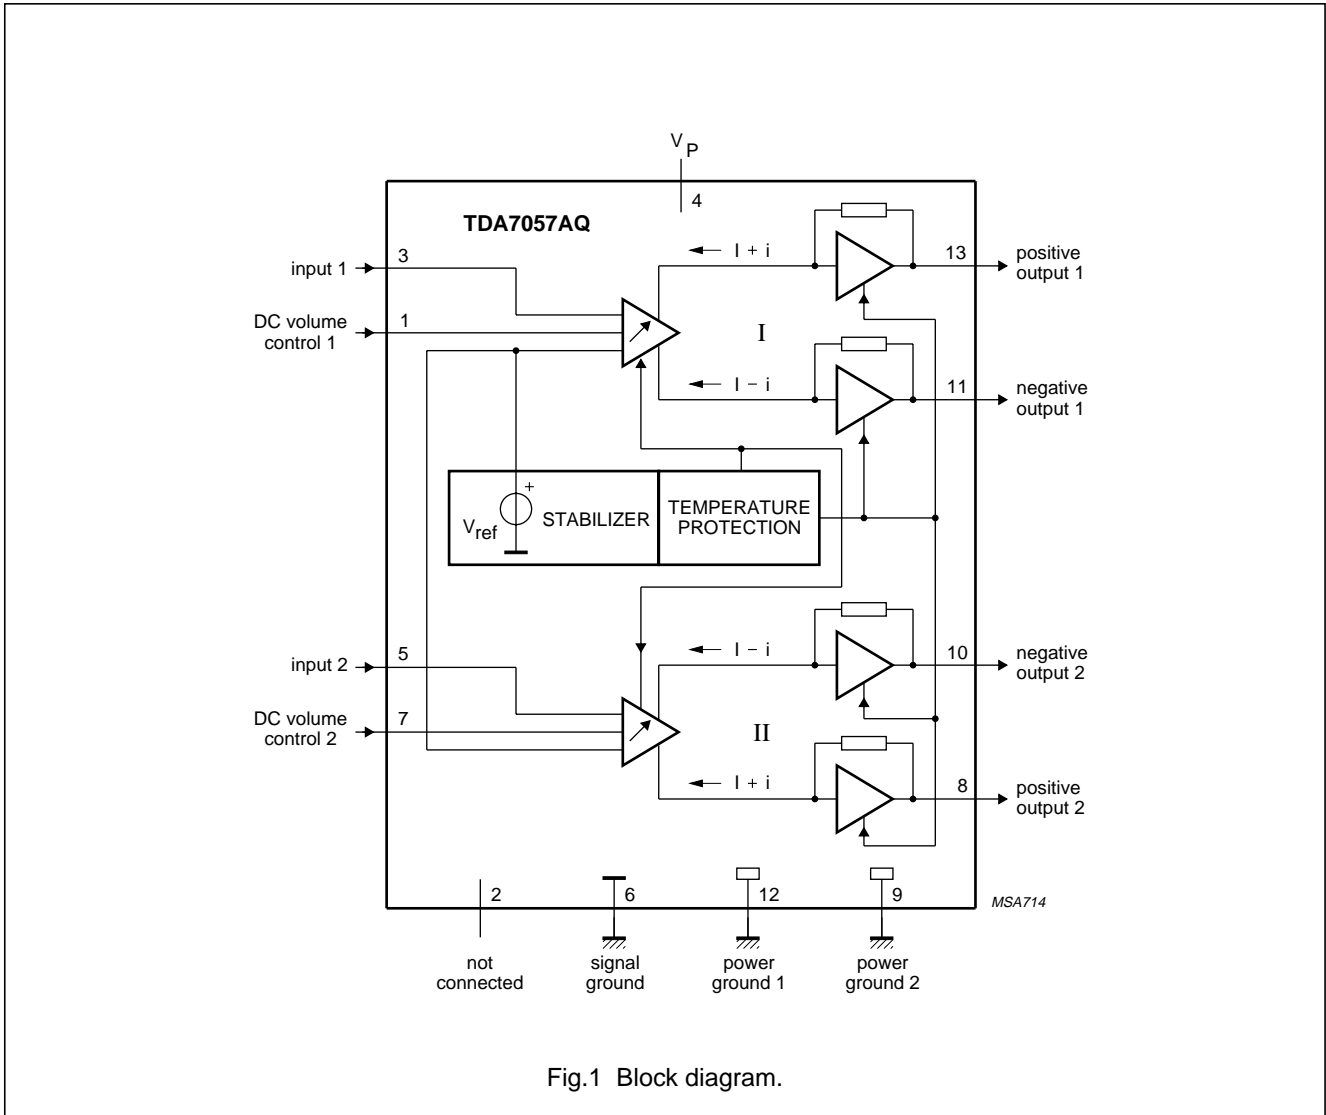 V P
4
TDA7057AQ
input 1
3
I + i
13
positive
output 1
DC volume
control 1
1
I
I − i
11
negative
output 1
+
Vref
STABILIZER
TEMPERATURE
PROTECTION
input 2
5
I − i
10
negative
output 2
DC volume
control 2
7
II
I + i
8
positive
output 2
2
6
12
9
MSA714
not
connected
signal
ground
power
ground 1
power
ground 2
Fig.1 Block diagram.